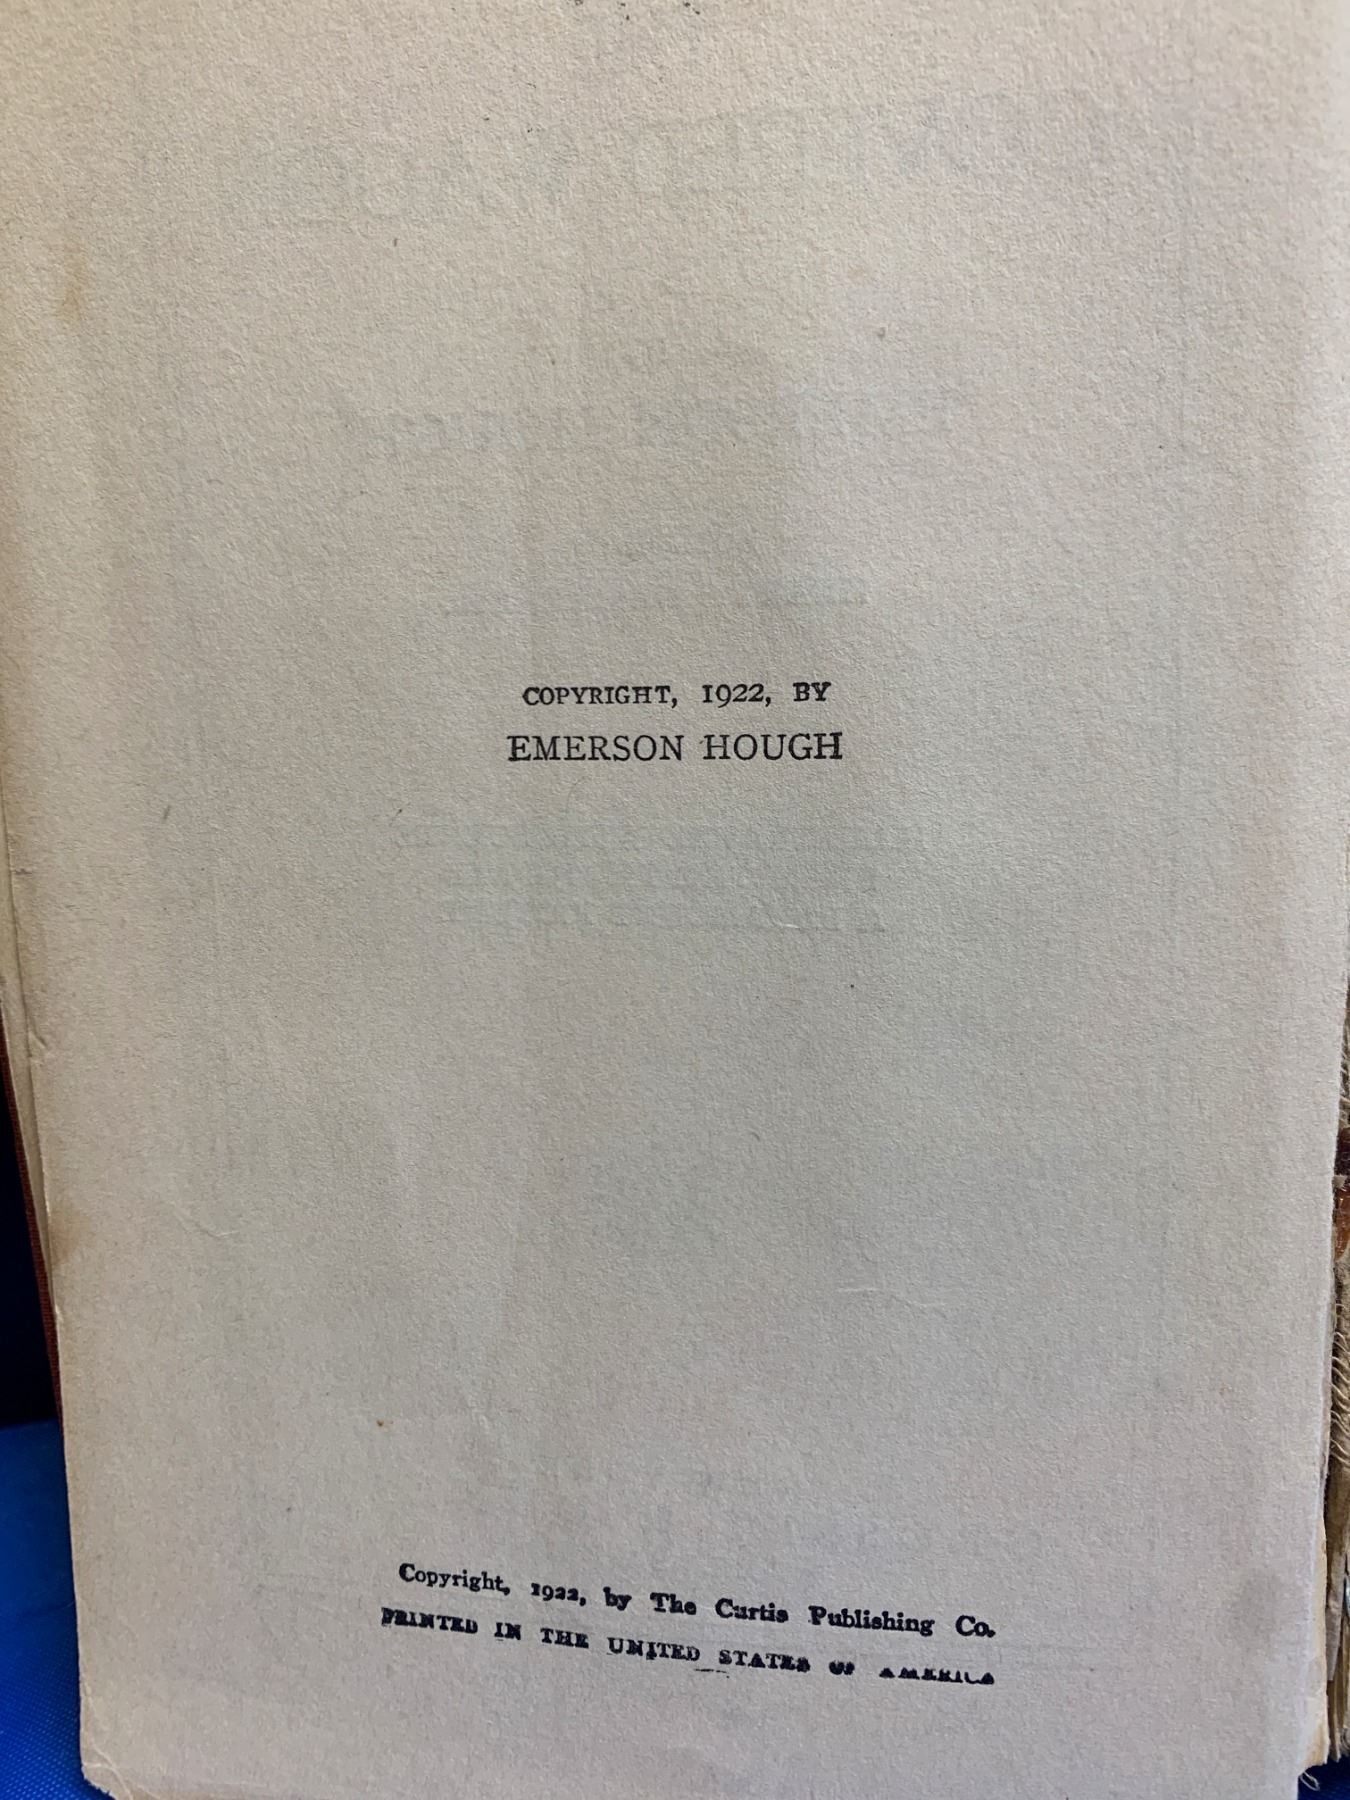 COPYRIGHT, 1922, BY
EMERSON HOUGH
Copyright, 1922, by The Curtis Publishing Co.
PRINTED IN THE UNITED STATES OF AMERICA